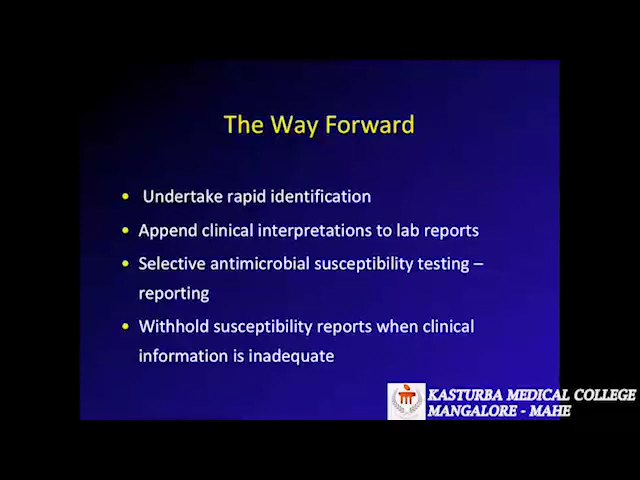 The Way Forward
• Undertake rapid identification
• Append clinical interpretations to lab reports
• Selective antimicrobial susceptibility testing –
reporting
• Withhold susceptibility reports when clinical
information is inadequate
KASTURBA MEDICAL COLLEGE
MANGALORE - MAHE